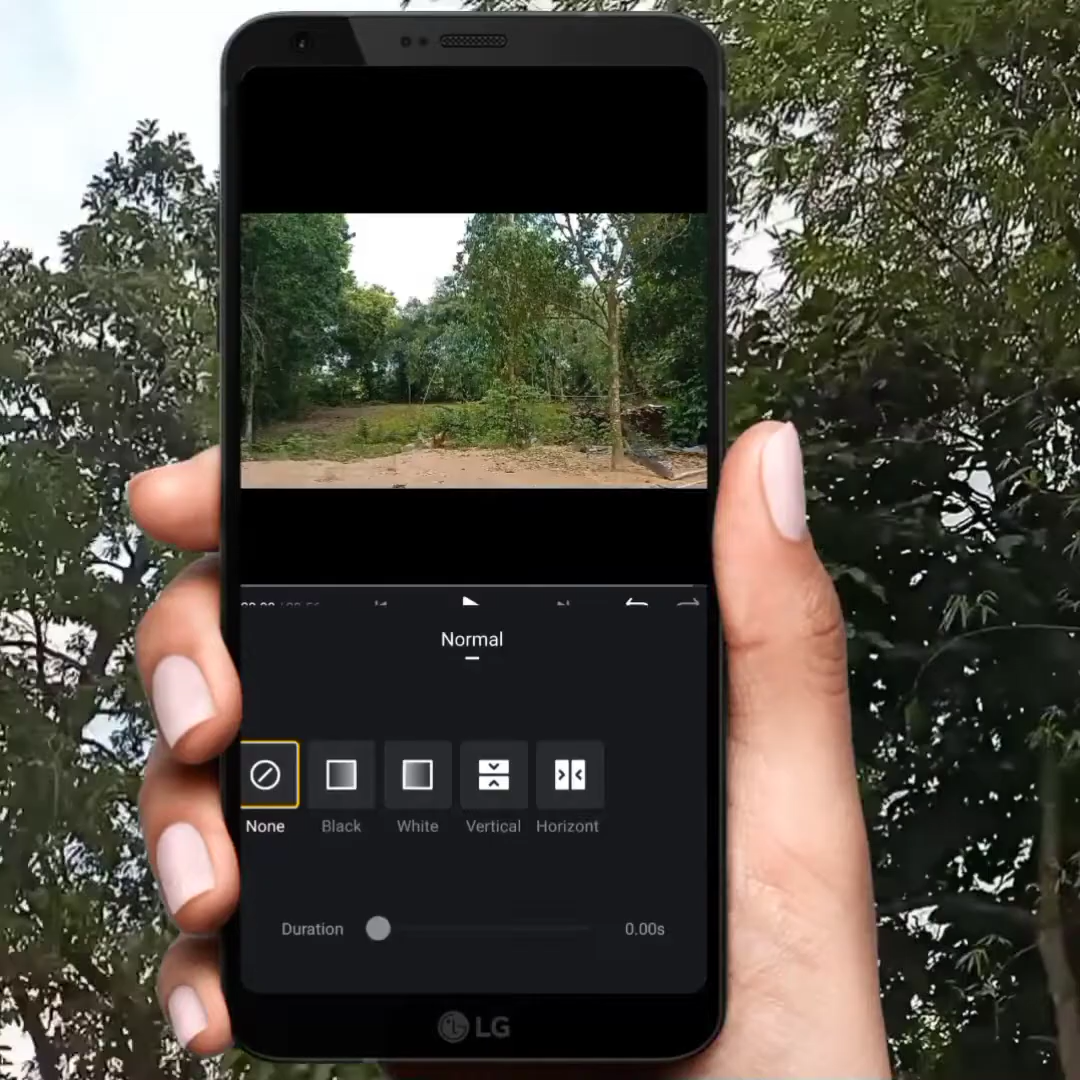 Normal
None
Black
White
Vertical
Horizont
Duration
0.00s
LG